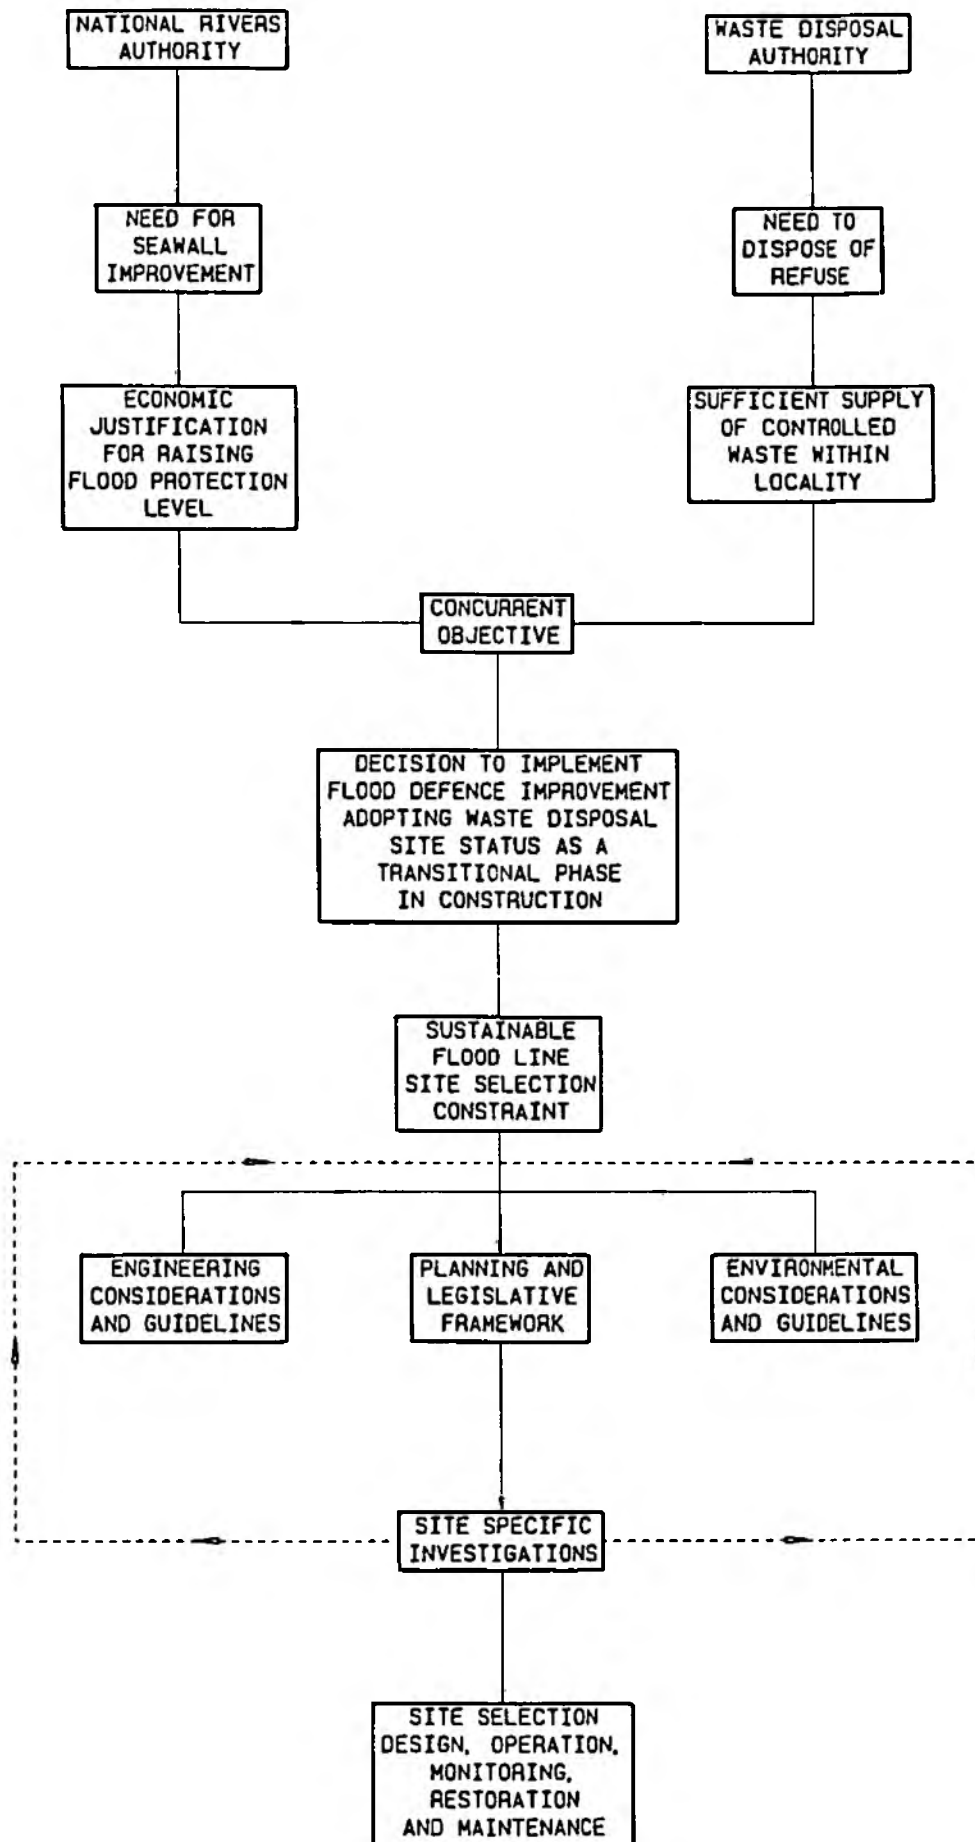 NATIONAL RIVERS
AUTHORITY
WASTE DISPOSAL
AUTHORITY
NEED FOR
SEAWALL
IMPROVEMENT
NEED TO
DISPOSE OF
REFUSE
ECONOMIC
JUSTIFICATION
FOR RAISING
FLOOD PROTECTION
LEVEL
SUFFICIENT SUPPLY
OF CONTROLLED
WASTE WITHIN
LOCALITY
CONCURRENT
OBJECTIVE
DECISION TO IMPLEMENT
FLOOD DEFENCE IMPROVEMENT
ADOPTING WASTE DISPOSAL
SITE STATUS AS A
TRANSITIONAL PHASE
IN CONSTRUCTION
SUSTAINABLE
FLOOD LINE
SITE SELECTION
CONSTRAINT
ENGINEERING
CONSIDERATIONS
AND GUIDELINES
PLANNING AND
LEGISLATIVE
FRAMEWORK
ENVIRONMENTAL
CONSIDERATIONS
AND GUIDELINES
SITE SPECIFIC
INVESTIGATIONS
SITE SELECTION
DESIGN, OPERATION,
MONITORING,
RESTORATION
AND MAINTENANCE